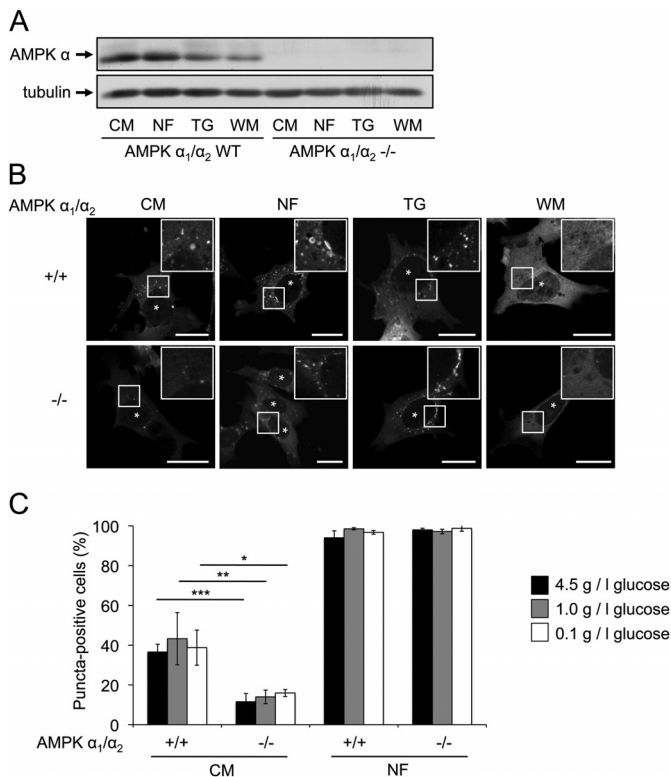 A
AMPK α
tubulin
CM NF TG WM CM NF TG WM
AMPK α1/α2 WT AMPK α1/α2 -/-
B
AMPK α1/α2 CM NF TG WM
+/+
* * * *
-/-
* * * * * *
C
Puncta-positive cells (%)
100
80
60
40
20
0
*
**
***
4.5 g / l glucose
1.0 g / l glucose
0.1 g / l glucose
AMPK α1/α2 +/+ -/- +/+ -/-
CM NF